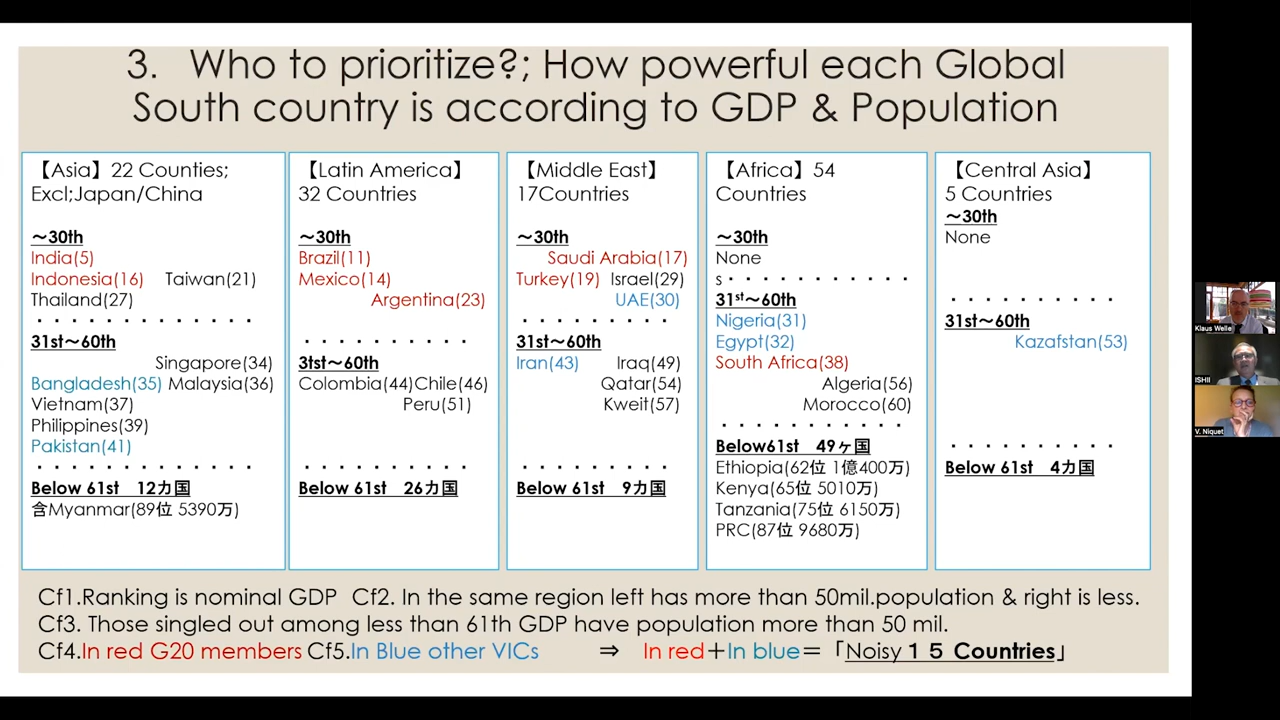 3. Who to prioritize?; How powerful each Global
South country is according to GDP & Population
【Asia】22 Counties;
Excl;Japan/China
～30th
India(5)
Indonesia(16) Taiwan(21)
Thailand(27)
・・・・・・・・・・・・・
31st～60th
Singapore(34)
Bangladesh(35) Malaysia(36)
Vietnam(37)
Philippines(39)
Pakistan(41)
・・・・・・・・・・・・・
Below 61st 12カ国
含Myanmar(89位 5390万)
【Latin America】
32 Countries
～30th
Brazil(11)
Mexico(14)
Argentina(23)
・・・・・・・・・・
3tst～60th
Colombia(44)Chile(46)
Peru(51)
・・・・・・・・・・
Below 61st 26カ国
【Middle East】
17Countries
～30th
Saudi Arabia(17)
Turkey(19) Israel(29)
UAE(30)
・・・・・・・・・
31st～60th
Iran(43) Iraq(49)
Qatar(54)
Kweit(57)
・・・・・・・・・
Below 61st 9カ国
【Africa】54
Countries
～30th
None
s・・・・・・・・・・・
31st～60th
Nigeria(31)
Egypt(32)
South Africa(38)
Algeria(56)
Morocco(60)
・・・・・・・・・・・
Below61st 49ヶ国
Ethiopia(62位 1億400万)
Kenya(65位 5010万)
Tanzania(75位 6150万)
PRC(87位 9680万)
【Central Asia】
5 Countries
～30th
None
・・・・・・・・・・
31st～60th
Kazafstan(53)
・・・・・・・・・・
Below 61st 4カ国
Cf1.Ranking is nominal GDP Cf2. In the same region left has more than 50mil.population & right is less.
Cf3. Those singled out among less than 61th GDP have population more than 50 mil.
Cf4.In red G20 members Cf5.In Blue other VICs ⇒ In red＋In blue＝「Noisy１５ Countries」
Klaus Welle
ISHII
V. Niquet